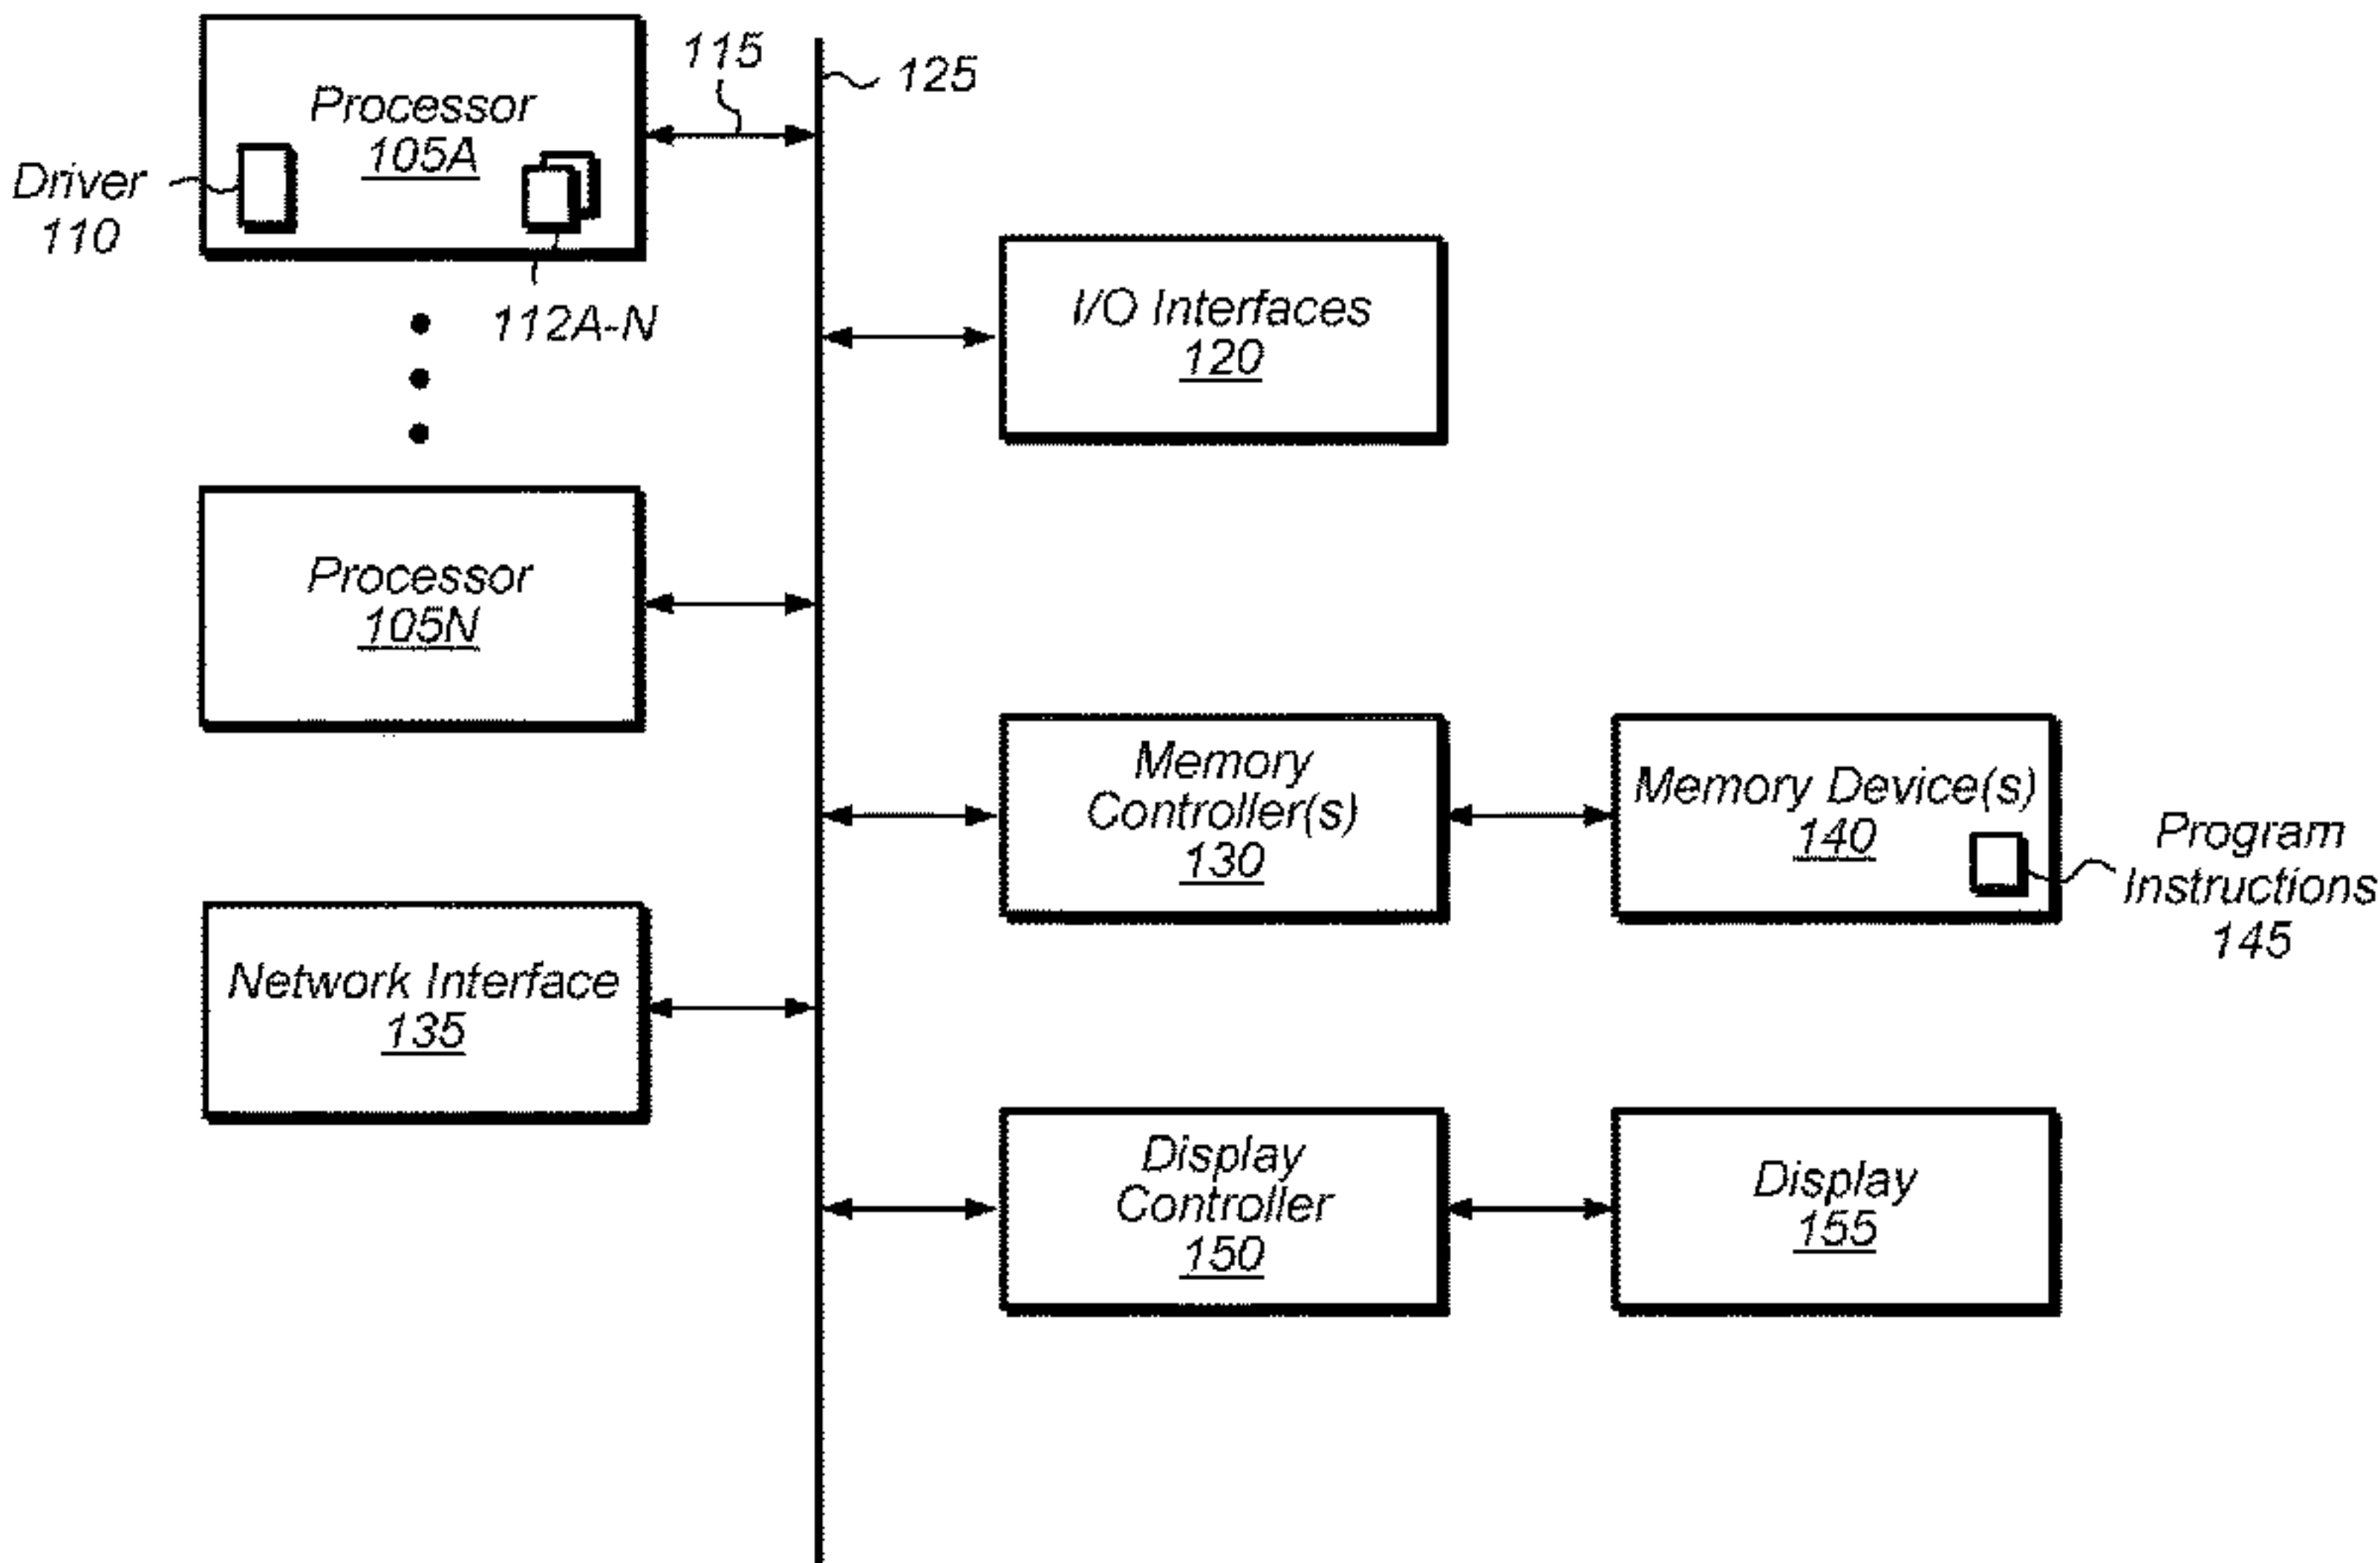 Processor
105A
Driver
110
112A-N
115
125
I/O Interfaces
120
Processor
105N
Memory
Controller(s)
130
Memory Device(s)
140
Program
Instructions
145
Network Interface
135
Display
Controller
150
Display
155